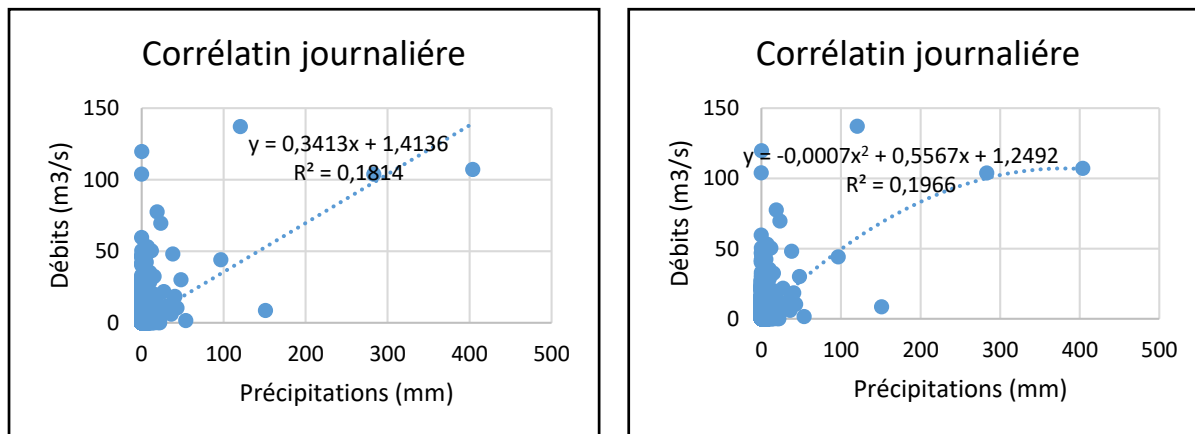 Corrélatin journaliére
150
100
50
0
0 100 200 300 400 500
Débits (m3/s)
Précipitations (mm)
y = 0,3413x + 1,4136
R² = 0,1814
Corrélatin journaliére
150
100
50
0
0 100 200 300 400 500
Débits (m3/s)
Précipitations (mm)
y = -0,0007x² + 0,5567x + 1,2492
R² = 0,1966